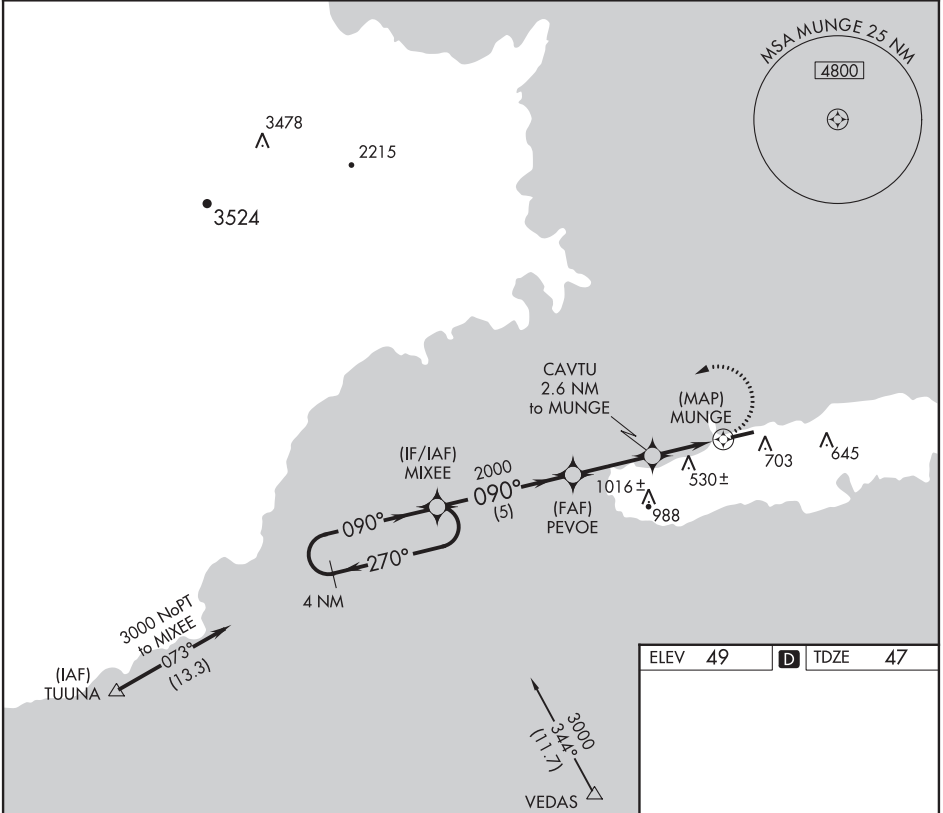 MSA MUNGE 25 NM
4800
3478
2215
3524
CAVTU
2.6 NM
to MUNGE
(MAP)
MUNGE
(IF/IAF)
MIXEE
2000
090°
(5)
(FAF)
PEVOE
1016±
988
530±
703
645
090°
270°
4 NM
3000 NoPT
to MIXEE
073°
(13.3)
(IAF)
TUUNA
3000
344°
(11.7)
VEDAS
ELEV 49 D TDZE 47